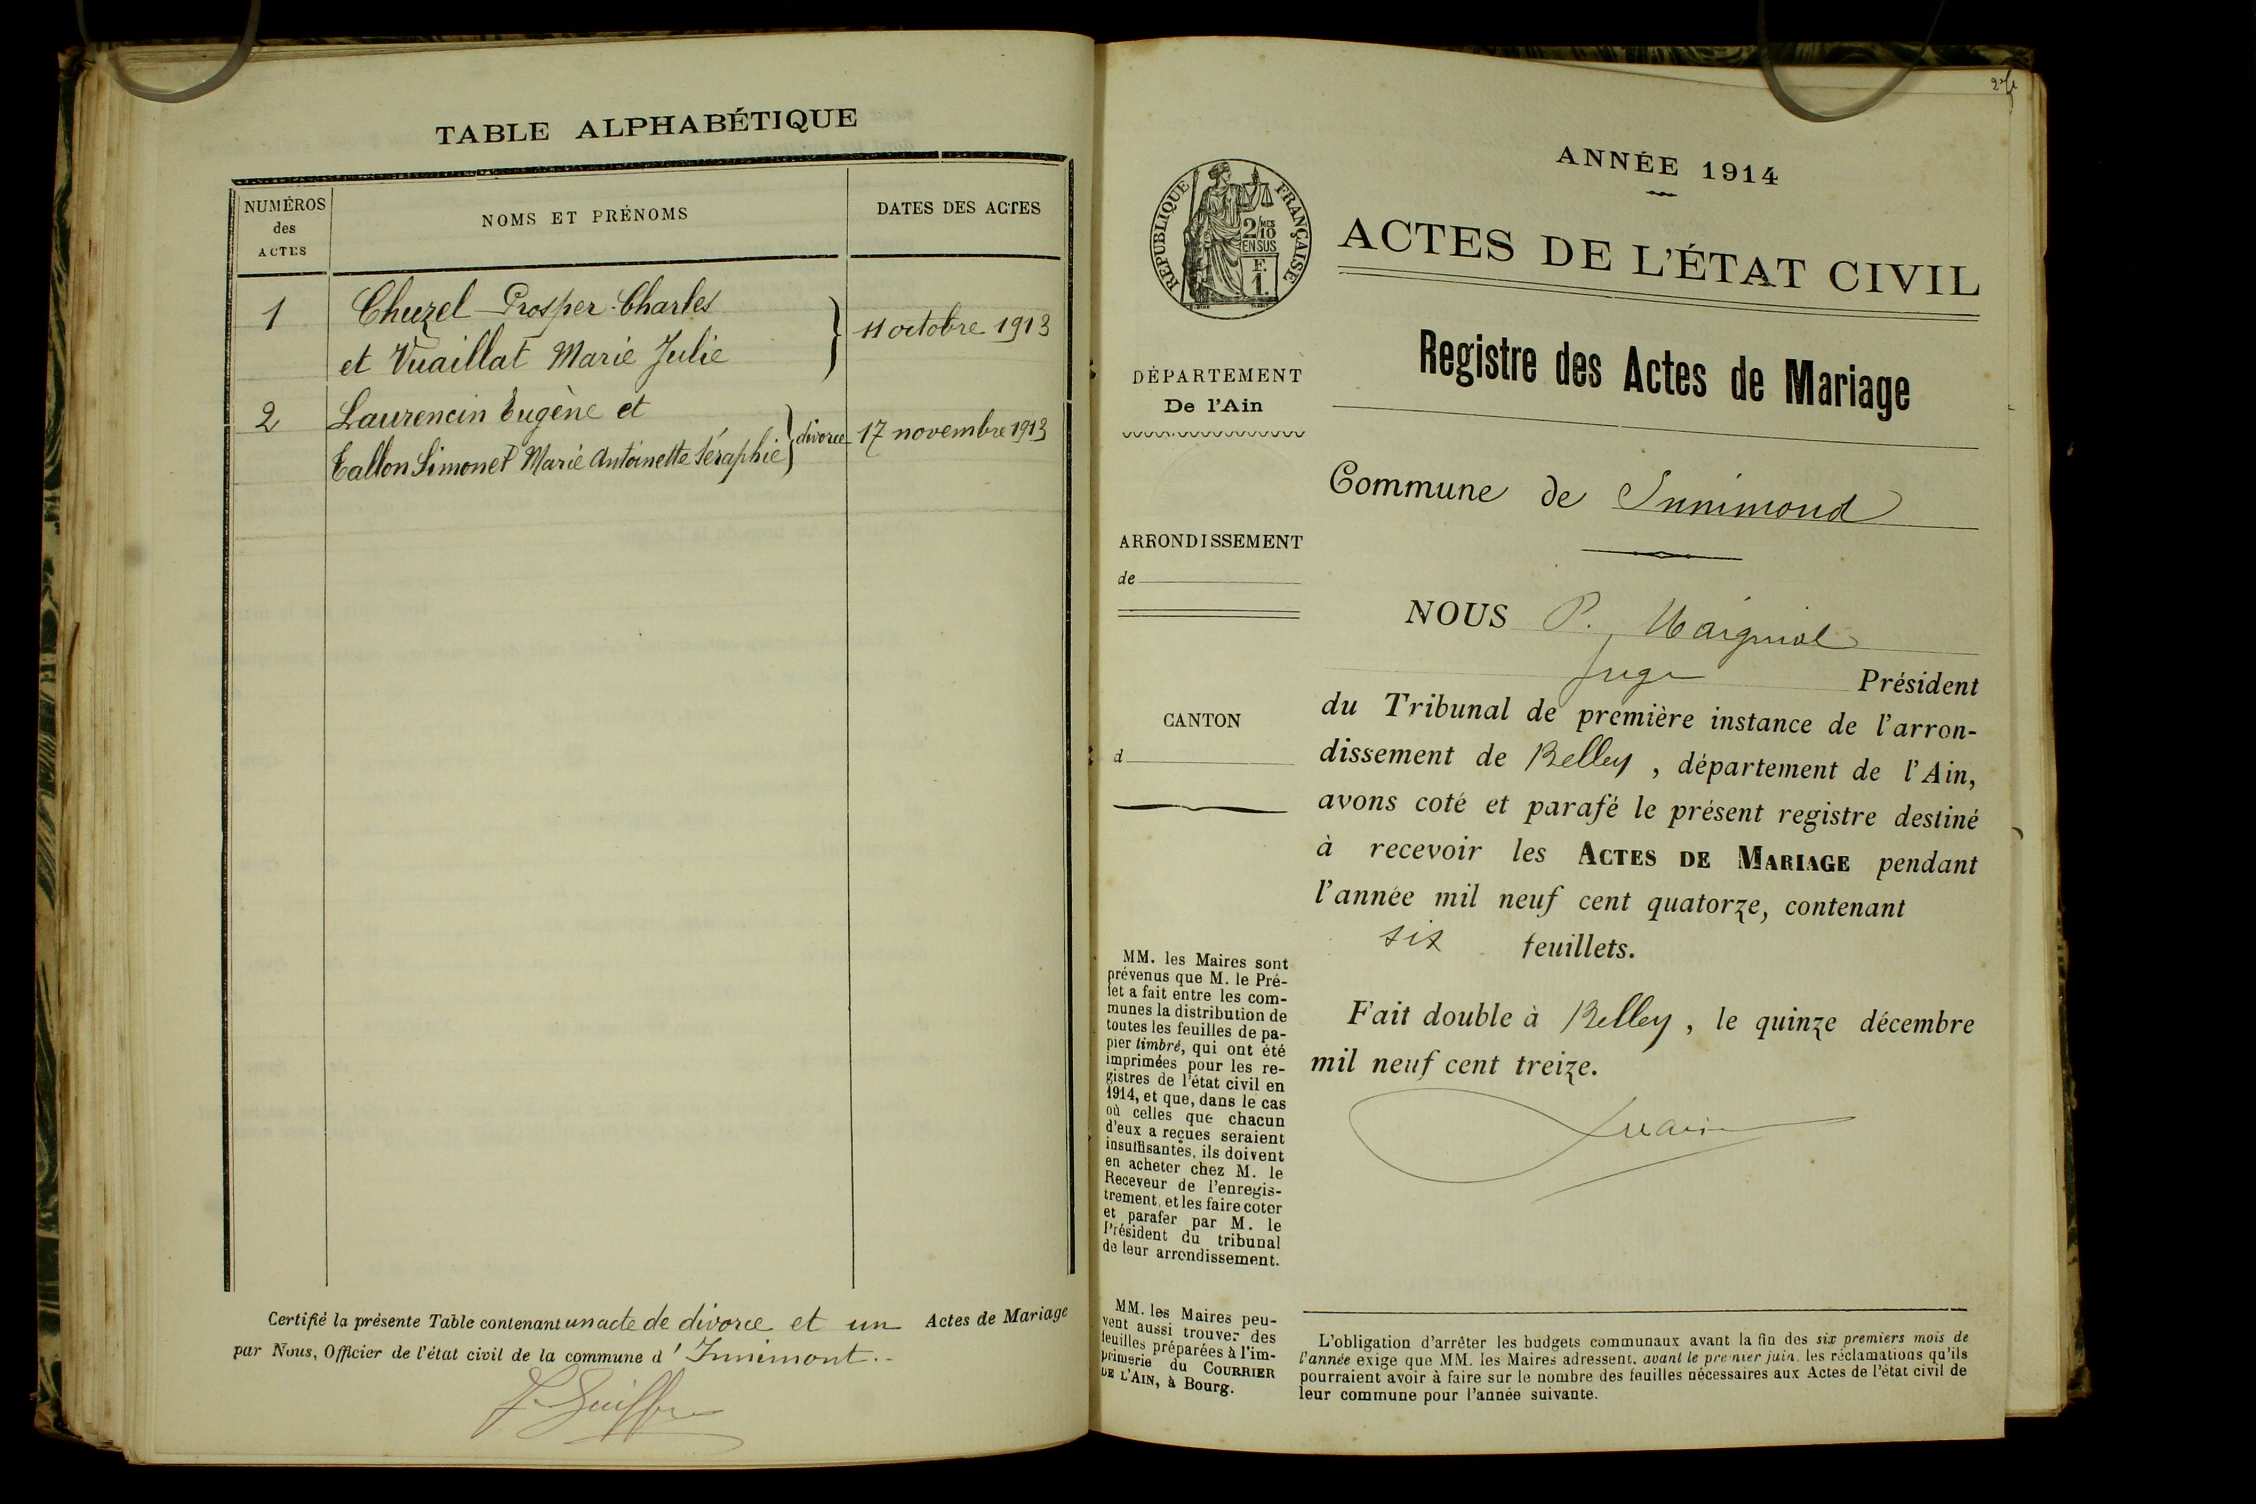 TABLE ALPHABÉTIQUE
NUMÉROS
des
ACTES
NOMS ET PRÉNOMS
DATES DES ACTES
1
Chuzel Prosper Charles
et Vuaillat Marie Julie
11 octobre 1913
2
Laurencin Eugène et
Tallon Simonet Marie Antoinette Séraphie
divorce
17 novembre 1913
Certifié la présente Table contenant un acte de divorce et un Actes de Mariage
par Nous, Officier de l'état civil de la commune d'Innimont.
ANNÉE 1914
ACTES DE L'ÉTAT CIVIL
RÉPUBLIQUE FRANÇAISE
2/10
MES
EN SUS
F.
1.
DÉPARTEMENT
De l'Ain
ARRONDISSEMENT
de
CANTON
d
MM. les Maires sont
prévenus que M. le Pré-
fet a fait entre les com-
munes la distribution de
toutes les feuilles de pa-
pier timbré, qui ont été
imprimées pour les re-
gistres de l'état civil en
1914, et que, dans le cas
où celles que chacun
d'eux a reçues seraient
insuffisantes, ils doivent
en acheter chez M. le
Receveur de l'enregis-
trement, et les faire coter
et parafer par M. le
Président du tribunal
de leur arrondissement.
MM. les Maires peu-
vent aussi trouver des
feuilles préparées à l'im-
primerie du COURRIER
DE L'AIN, à Bourg.
Registre des Actes de Mariage
Commune de Innimond
NOUS P.
Juge Président
du Tribunal de première instance de l'arron-
dissement de Belley, département de l'Ain,
avons coté et parafé le présent registre destiné
à recevoir les ACTES DE MARIAGE pendant
l'année mil neuf cent quatorze, contenant
six feuillets.
Fait double à Belley, le quinze décembre
mil neuf cent treize.
L'obligation d'arrêter les budgets communaux avant la fin des six premiers mois de
l'année exige que MM. les Maires adressent, avant le premier juin, les réclamations qu'ils
pourraient avoir à faire sur le nombre des feuilles nécessaires aux Actes de l'état civil de
leur commune pour l'année suivante.